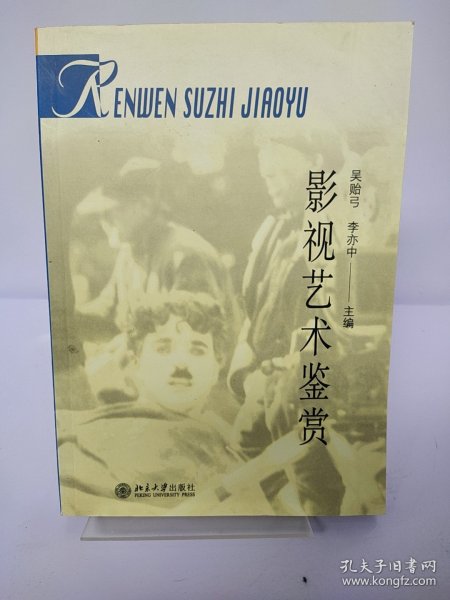 RENWEN SUZHI JIAOYU
吴贻弓 李亦中——主编
影视艺术鉴赏
北京大学出版社
PEKING UNIVERSITY PRESS
孔夫子旧书网
www.kongfz.com